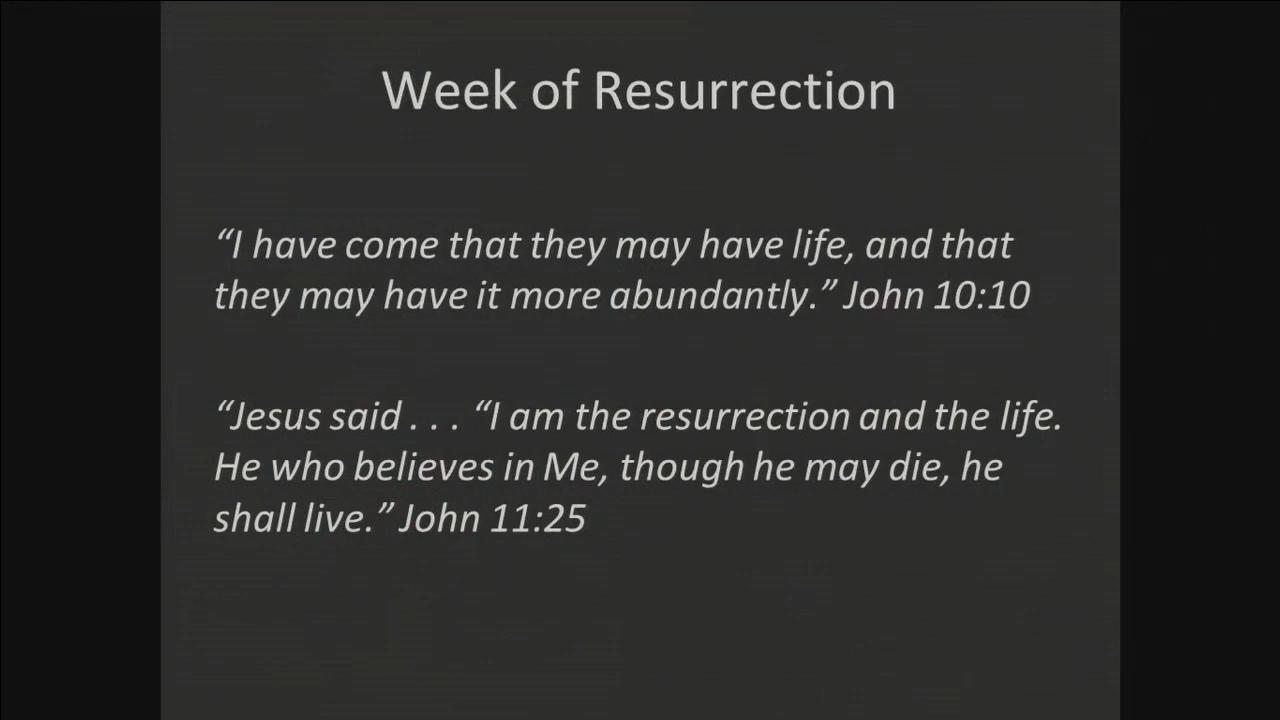 Week of Resurrection
“I have come that they may have life, and that
they may have it more abundantly.” John 10:10
“Jesus said . . . “I am the resurrection and the life.
He who believes in Me, though he may die, he
shall live.” John 11:25